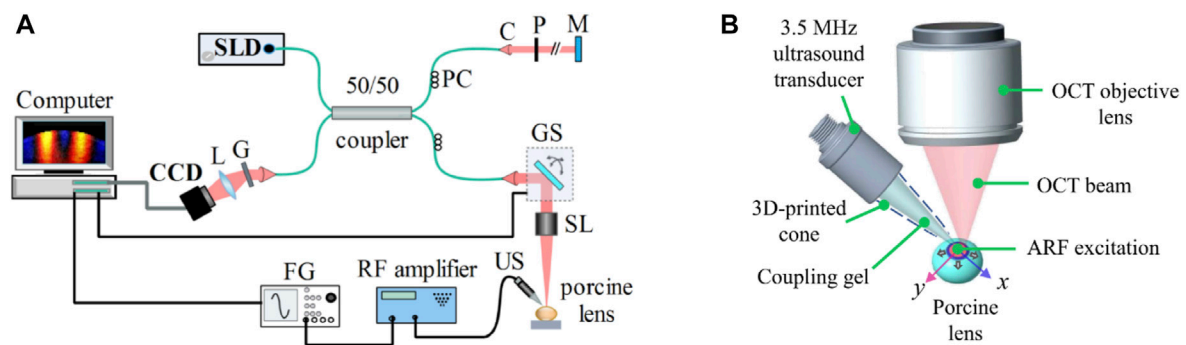 A
SLD
50/50
coupler
PC
C
P
M
Computer
CCD
L
G
GS
SL
FG
RF amplifier
US
porcine
lens
B
3.5 MHz
ultrasound
transducer
OCT objective
lens
OCT beam
3D-printed
cone
Coupling gel
ARF excitation
y
x
Porcine
lens